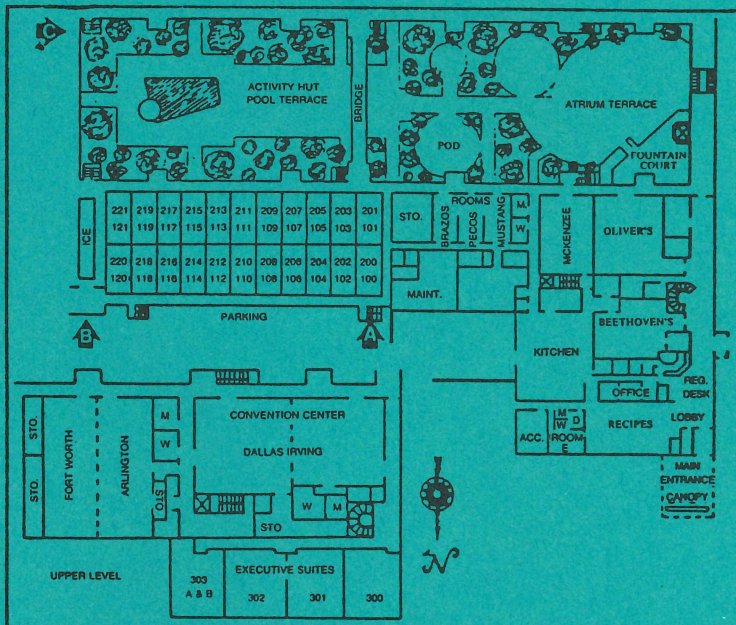 C
ACTIVITY HUT
POOL TERRACE
BRIDGE
ATRIUM TERRACE
POD
FOUNTAIN
COURT
ICE
221 219 217 215 213 211 209 207 205 203 201
121 119 117 115 113 111 109 107 105 103 101
220 218 216 214 212 210 208 206 204 202 200
120 118 116 114 112 110 108 106 104 102 100
STO.
ROOMS
BRAZOS
PECOS
MUSTANG
M.
W
MCKENZEE
OLIVER'S
MAINT.
BEETHOVEN'S
PARKING
B
A
KITCHEN
OFFICE
REG.
DESK
ACC.
M
W
D
ROOM
E
RECIPES
LOBBY
MAIN
ENTRANCE
CANOPY
STO.
STO.
FORT WORTH
ARLINGTON
M
W
STO
CONVENTION CENTER
DALLAS IRVING
W
M
STO
N
UPPER LEVEL
EXECUTIVE SUITES
303
A & B
302
301
300